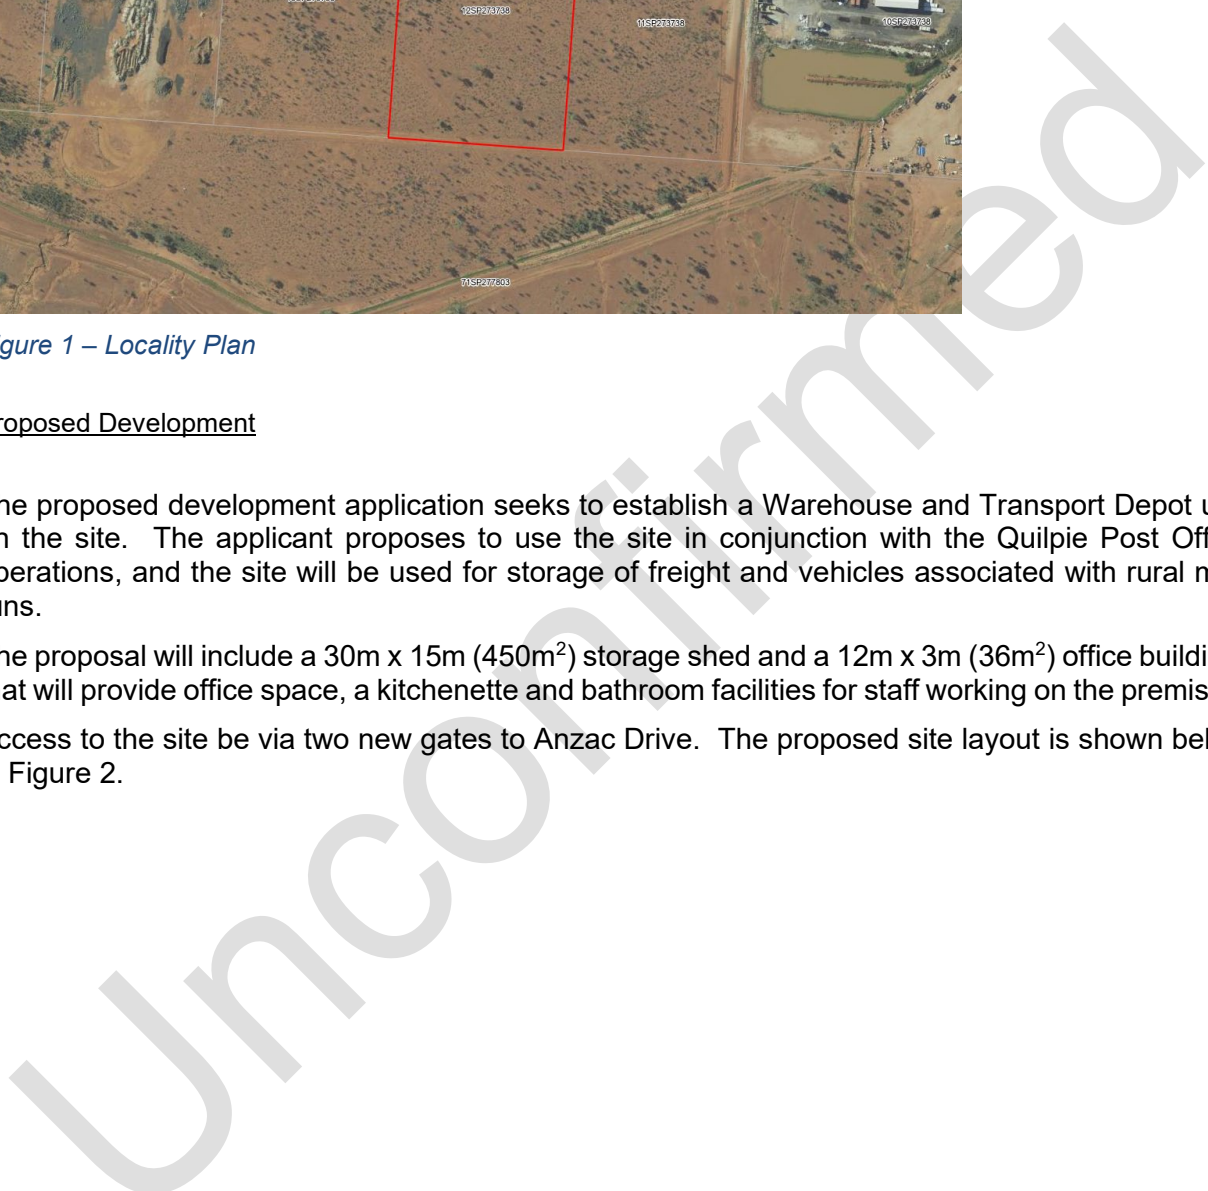 12SP273738
11SP273738
10SP273738
71SP277803
gure 1 – Locality Plan
roposed Development
he proposed development application seeks to establish a Warehouse and Transport Depot u
n the site. The applicant proposes to use the site in conjunction with the Quilpie Post Off
perations, and the site will be used for storage of freight and vehicles associated with rural m
uns.
he proposal will include a 30m x 15m (450m²) storage shed and a 12m x 3m (36m²) office buildi
at will provide office space, a kitchenette and bathroom facilities for staff working on the premis
ccess to the site be via two new gates to Anzac Drive. The proposed site layout is shown bel
Figure 2.
Unconfirmed